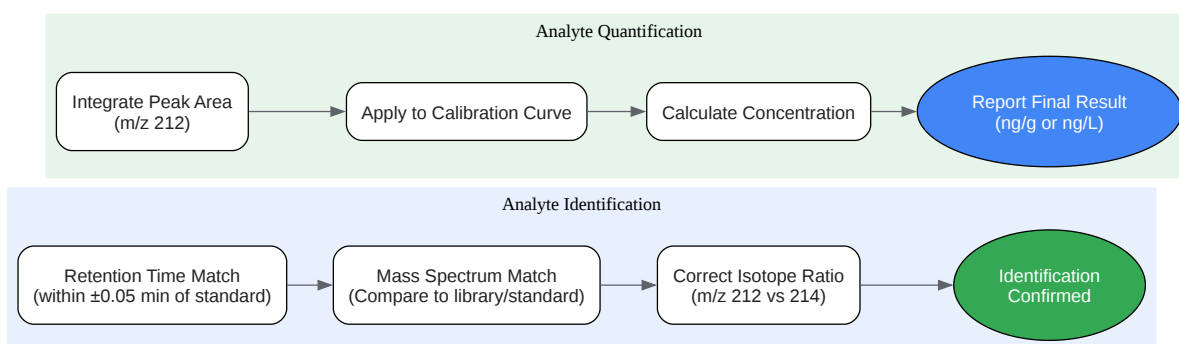 Analyte Quantification
Integrate Peak Area
(m/z 212)
Apply to Calibration Curve
Calculate Concentration
Report Final Result
(ng/g or ng/L)
Analyte Identification
Retention Time Match
(within ±0.05 min of standard)
Mass Spectrum Match
(Compare to library/standard)
Correct Isotope Ratio
(m/z 212 vs 214)
Identification
Confirmed